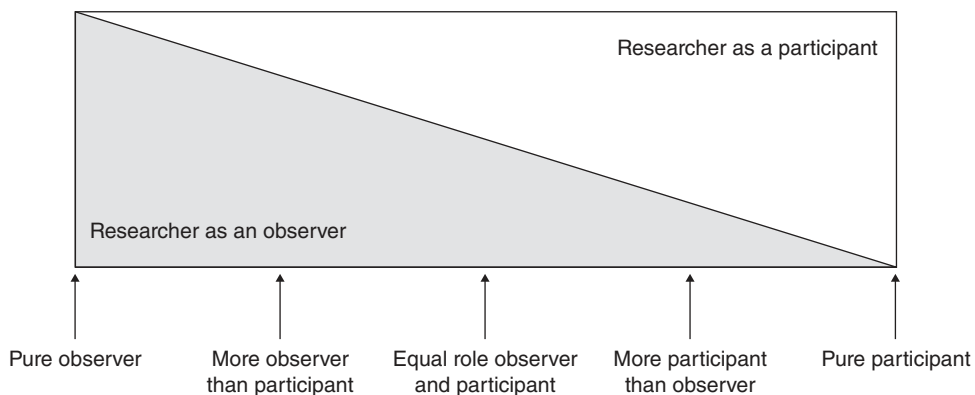 Researcher as a participant
Researcher as an observer
Pure observer
More observer
than participant
Equal role observer
and participant
More participant
than observer
Pure participant